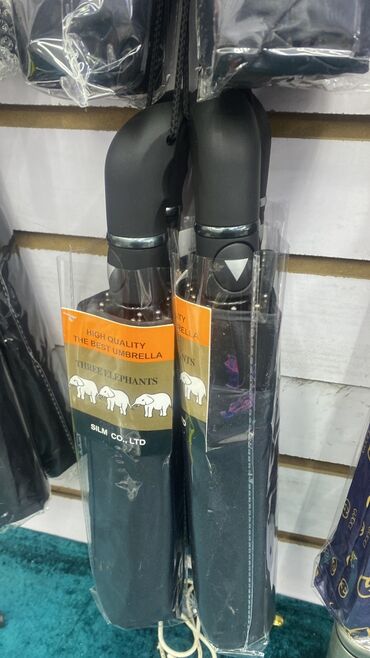 HIGH QUALITY
THE BEST UMBRELLA
THREE ELEPHANTS
SILM CO., LTD